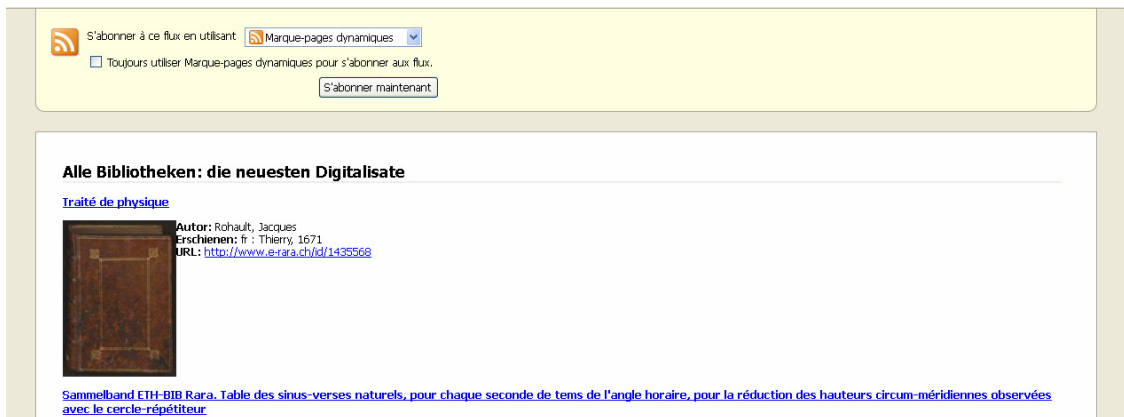 S'abonner à ce flux en utilisant Marque-pages dynamiques
Toujours utiliser Marque-pages dynamiques pour s'abonner aux flux.
S'abonner maintenant
Alle Bibliotheken: die neuesten Digitalisate
Traité de physique
Autor: Rohault, Jacques
Erschienen: fr : Thierry, 1671
URL: http://www.e-rara.ch/id/1435568
Sammelband ETH-BIB Rara. Table des sinus-verses naturels, pour chaque seconde de tems de l'angle horaire, pour la réduction des hauteurs circum-méridiennes observées
avec le cercle-répétiteur